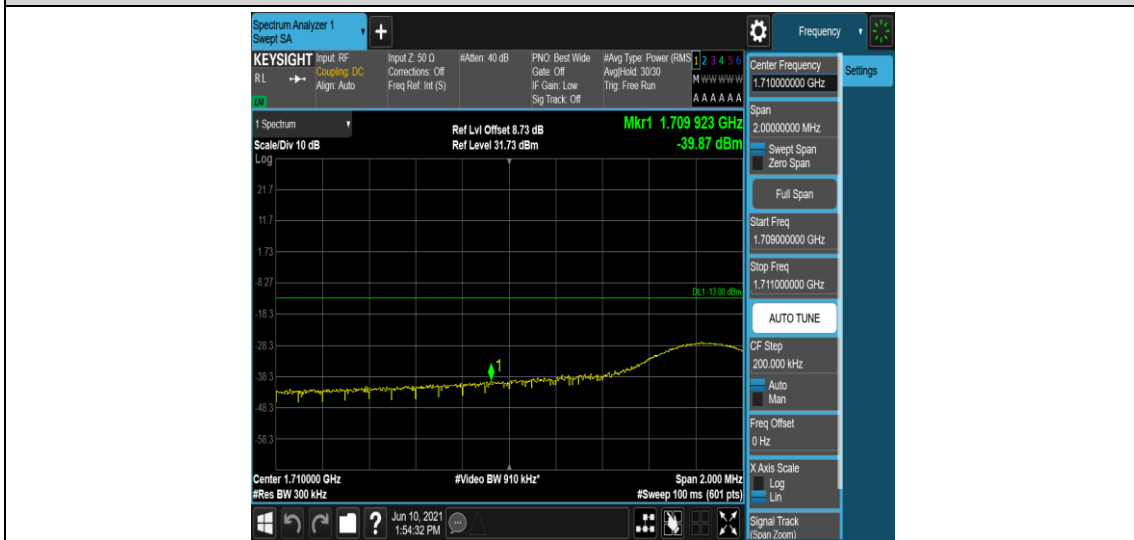 Spectrum Analyzer 1
Swept SA
+
Frequency
KEYSIGHT
RL
LXI
Input: RF
Coupling: DC
Align: Auto
Input Z: 50 Ω
Corrections: Off
Freq Ref: Int (S)
#Atten: 40 dB
PNO: Best Wide
Gate: Off
IF Gain: Low
Sig Track: Off
#Avg Type: Power (RMS
Avg|Hold: 30/30
Trig: Free Run
1 2 3 4 5 6
M W W W W W
A A A A A A
1 Spectrum
Scale/Div 10 dB
Log
Ref Lvl Offset 8.73 dB
Ref Level 31.73 dBm
Mkr1 1.709 923 GHz
-39.87 dBm
21.7
11.7
1.73
-8.27
DL1 -13.00 dBm
-18.3
-28.3
1
-38.3
-48.3
-58.3
Center 1.710000 GHz
#Video BW 910 kHz*
Span 2.000 MHz
#Res BW 300 kHz
#Sweep 100 ms (601 pts)
?
Jun 10, 2021
1:54:32 PM
Center Frequency
1.710000000 GHz
Settings
Span
2.00000000 MHz
Swept Span
Zero Span
Full Span
Start Freq
1.709000000 GHz
Stop Freq
1.711000000 GHz
AUTO TUNE
CF Step
200.000 kHz
Auto
Man
Freq Offset
0 Hz
X Axis Scale
Log
Lin
Signal Track
(Span Zoom)